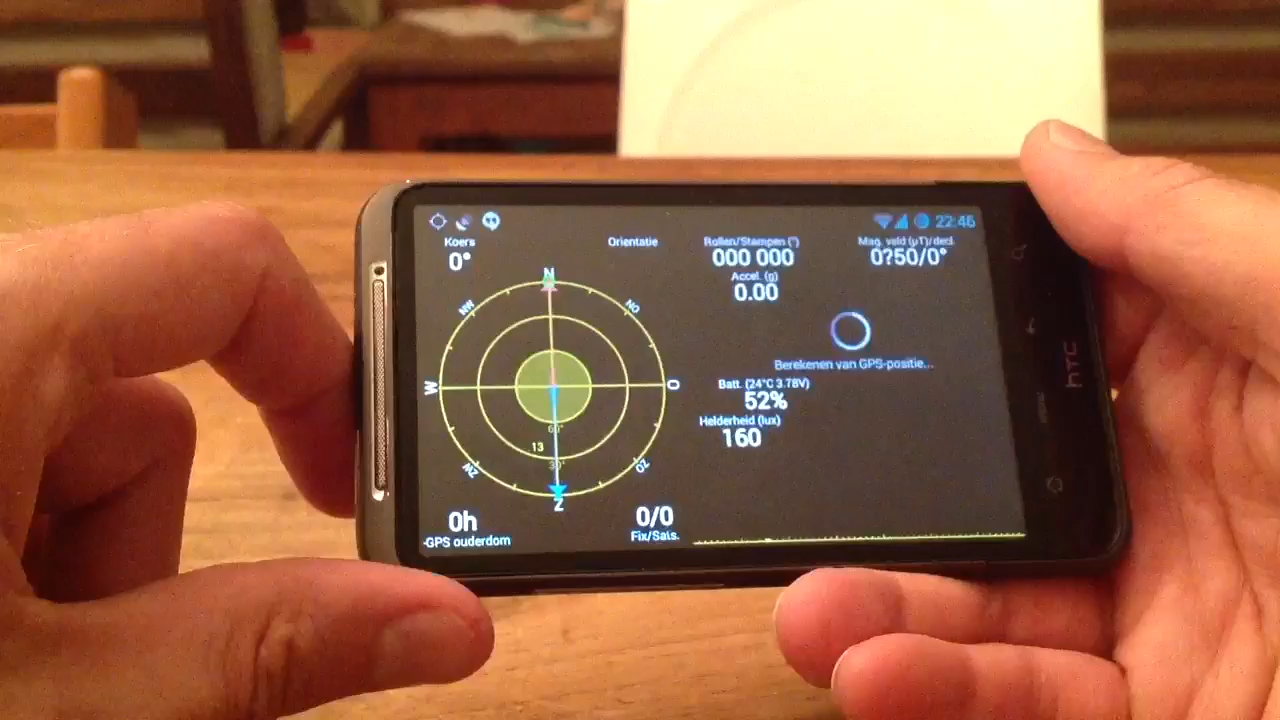 22:46
Koers
0°
Orientatie
Rollen/Stampen (°)
000 000
Mag. veld (µT)/decl.
0?50/0°
Accel. (g)
0.00
N
NW
NO
W
O
ZW
ZO
Z
60°
13
30°
Berekenen van GPS-positie...
Batt. (24°C 3.78V)
52%
Helderheid (lux)
160
0h
GPS ouderdom
0/0
Fix/Sats.
hTC